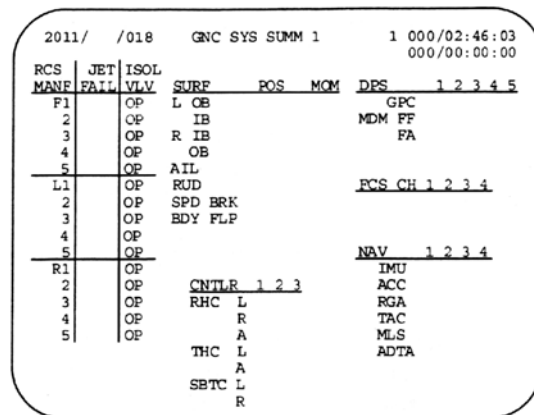 2011/ /018 GNC SYS SUMM 1 1 000/02:46:03
000/00:00:00
RCS JET ISOL
MANF FAIL VLV SURF POS MOM DPS 1 2 3 4 5
F1 OP L OB GPC
2 OP IB MDM FF
3 OP R IB FA
4 OP OB
5 OP AIL
L1 OP RUD FCS CH 1 2 3 4
2 OP SPD BRK
3 OP BDY FLP
4 OP
5 OP NAV 1 2 3 4
R1 OP IMU
2 OP CNTLR 1 2 3 ACC
3 OP RHC L RGA
4 OP R TAC
5 OP A MLS
THC L ADTA
A
SBTC L
R